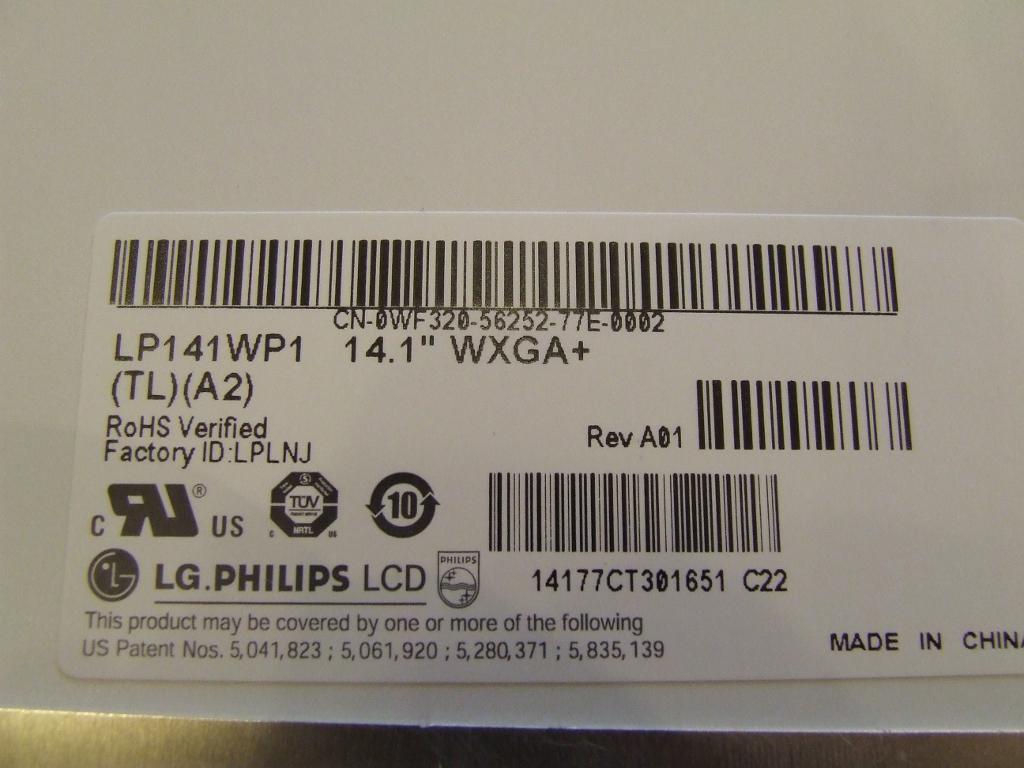 CN-0WF320-56252-77E-0002
LP141WP1 14.1" WXGA+
(TL)(A2)
RoHS Verified
Factory ID:LPLNJ
Rev A01
C RU ® US
TÜV
NRTL
C US
10
LG.PHILIPS LCD
PHILIPS
14177CT301651 C22
This product may be covered by one or more of the following
US Patent Nos. 5,041,823 ; 5,061,920 ; 5,280,371 ; 5,835,139
MADE IN CHINA